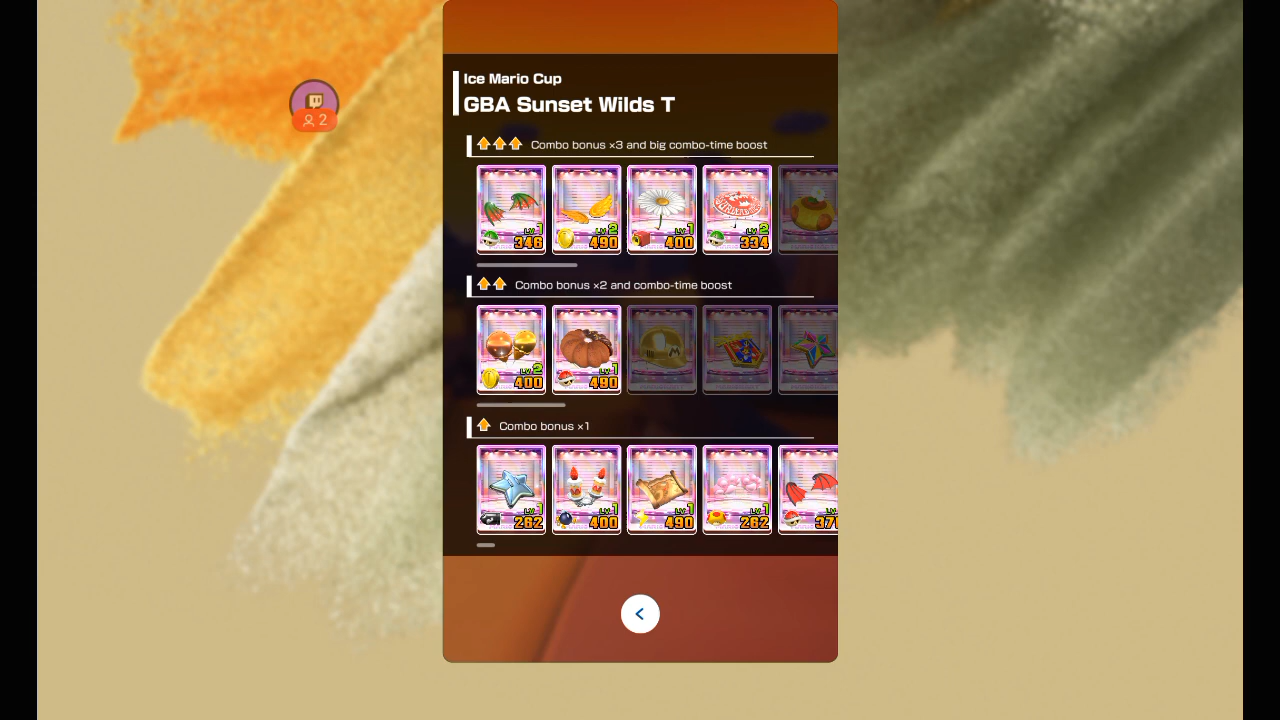 Ice Mario Cup
GBA Sunset Wilds T
2
Combo bonus ×3 and big combo-time boost
LV.1 LV.2 LV.1 LV.2
346 490 400 334
Combo bonus ×2 and combo-time boost
LV.2 LV.1
400 490
Combo bonus ×1
LV.1 LV.1 LV.1 LV.1
262 400 490 262 371